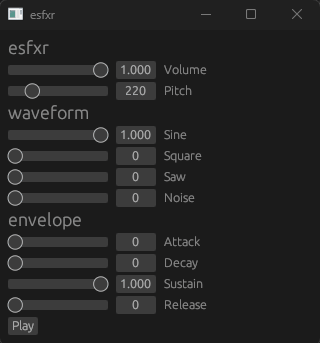 esfxr
esfxr
1.000 Volume
220 Pitch
waveform
1.000 Sine
0 Square
0 Saw
0 Noise
envelope
0 Attack
0 Decay
1.000 Sustain
0 Release
Play